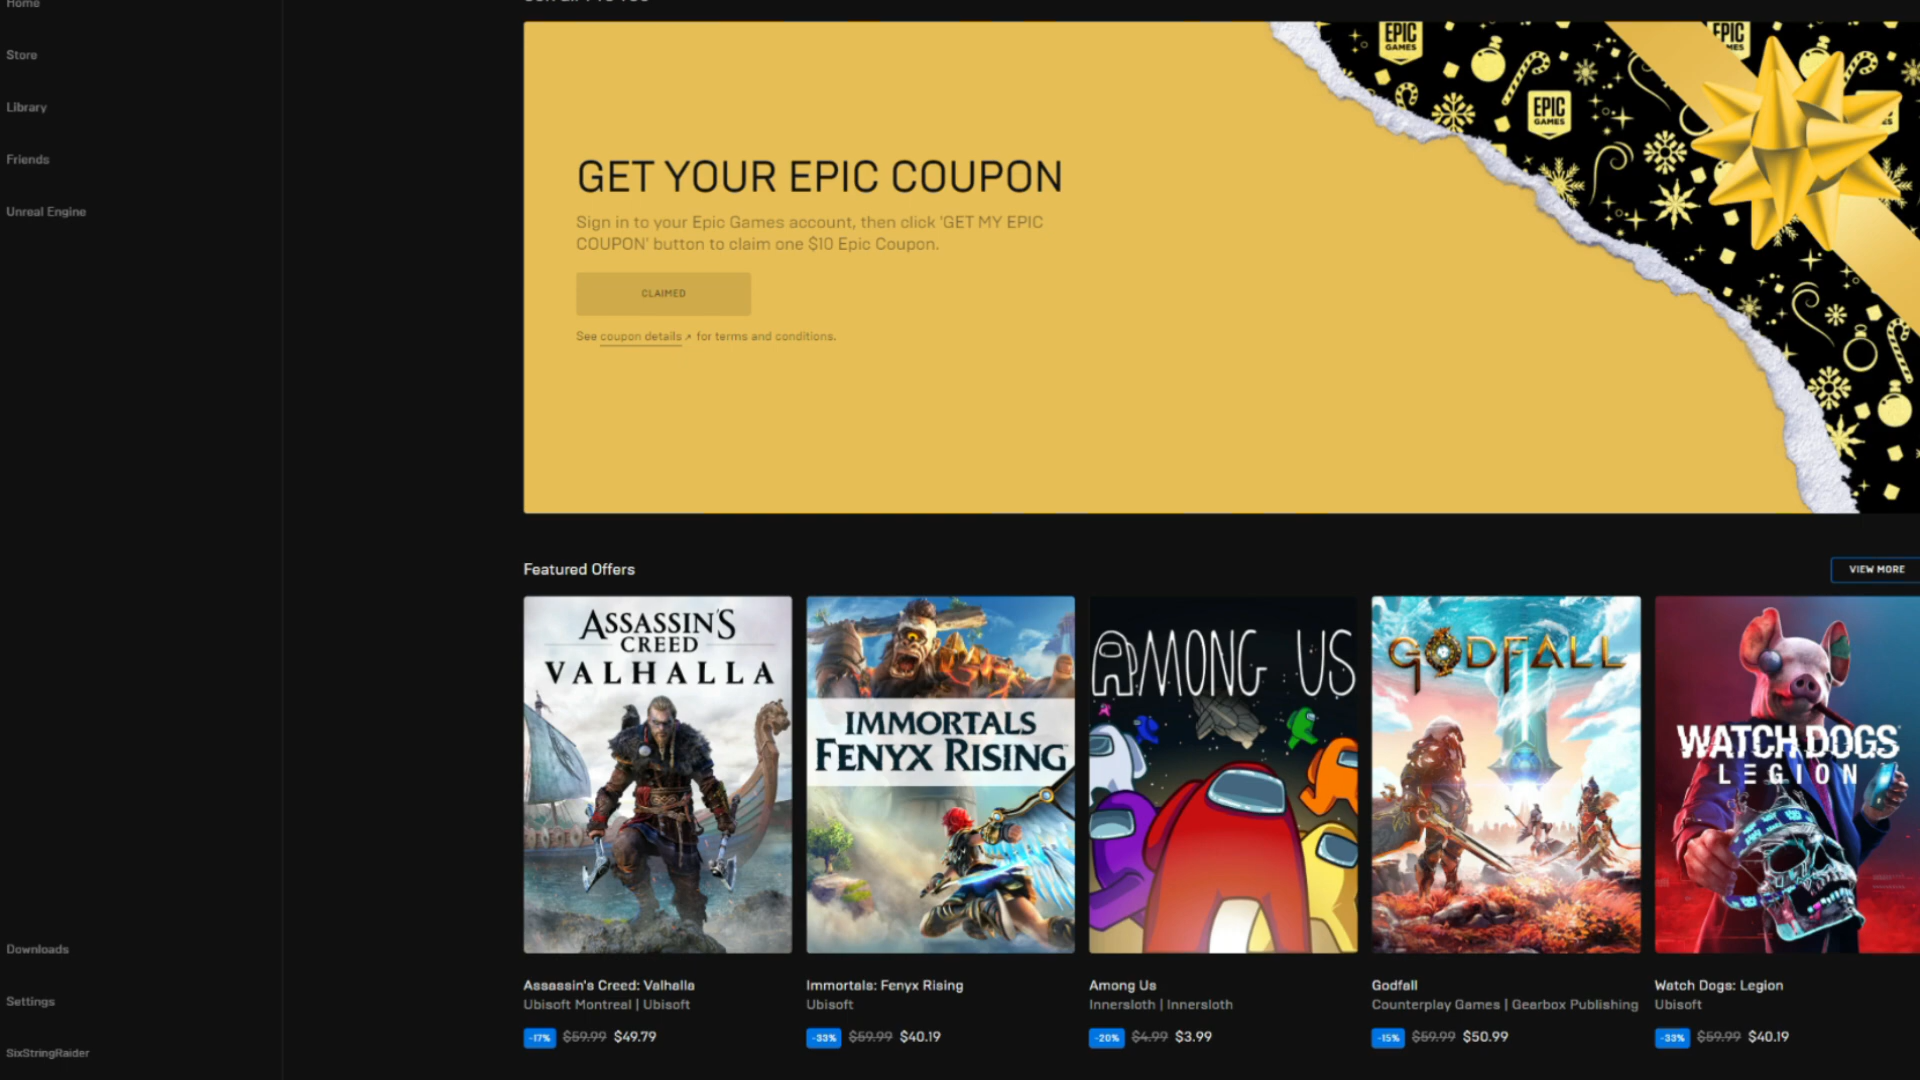 Home
Store
Library
Friends
Unreal Engine
Downloads
Settings
SixStringRaider
GET YOUR EPIC COUPON
Sign in to your Epic Games account, then click 'GET MY EPIC
COUPON' button to claim one $10 Epic Coupon.
CLAIMED
See coupon details ↗ for terms and conditions.
EPIC
GAMES
EPIC
GAMES
EPIC
MES
Featured Offers
VIEW MORE
ASSASSIN'S
CREED
VALHALLA
IMMORTALS
FENYX RISING
AMONG US
GODFALL
WATCH DOGS
LEGION
Assassin's Creed: Valhalla
Ubisoft Montreal | Ubisoft
-17% $59.99 $49.79
Immortals: Fenyx Rising
Ubisoft
-33% $59.99 $40.19
Among Us
Innersloth | Innersloth
-20% $4.99 $3.99
Godfall
Counterplay Games | Gearbox Publishing
-15% $59.99 $50.99
Watch Dogs: Legion
Ubisoft
-33% $59.99 $40.19